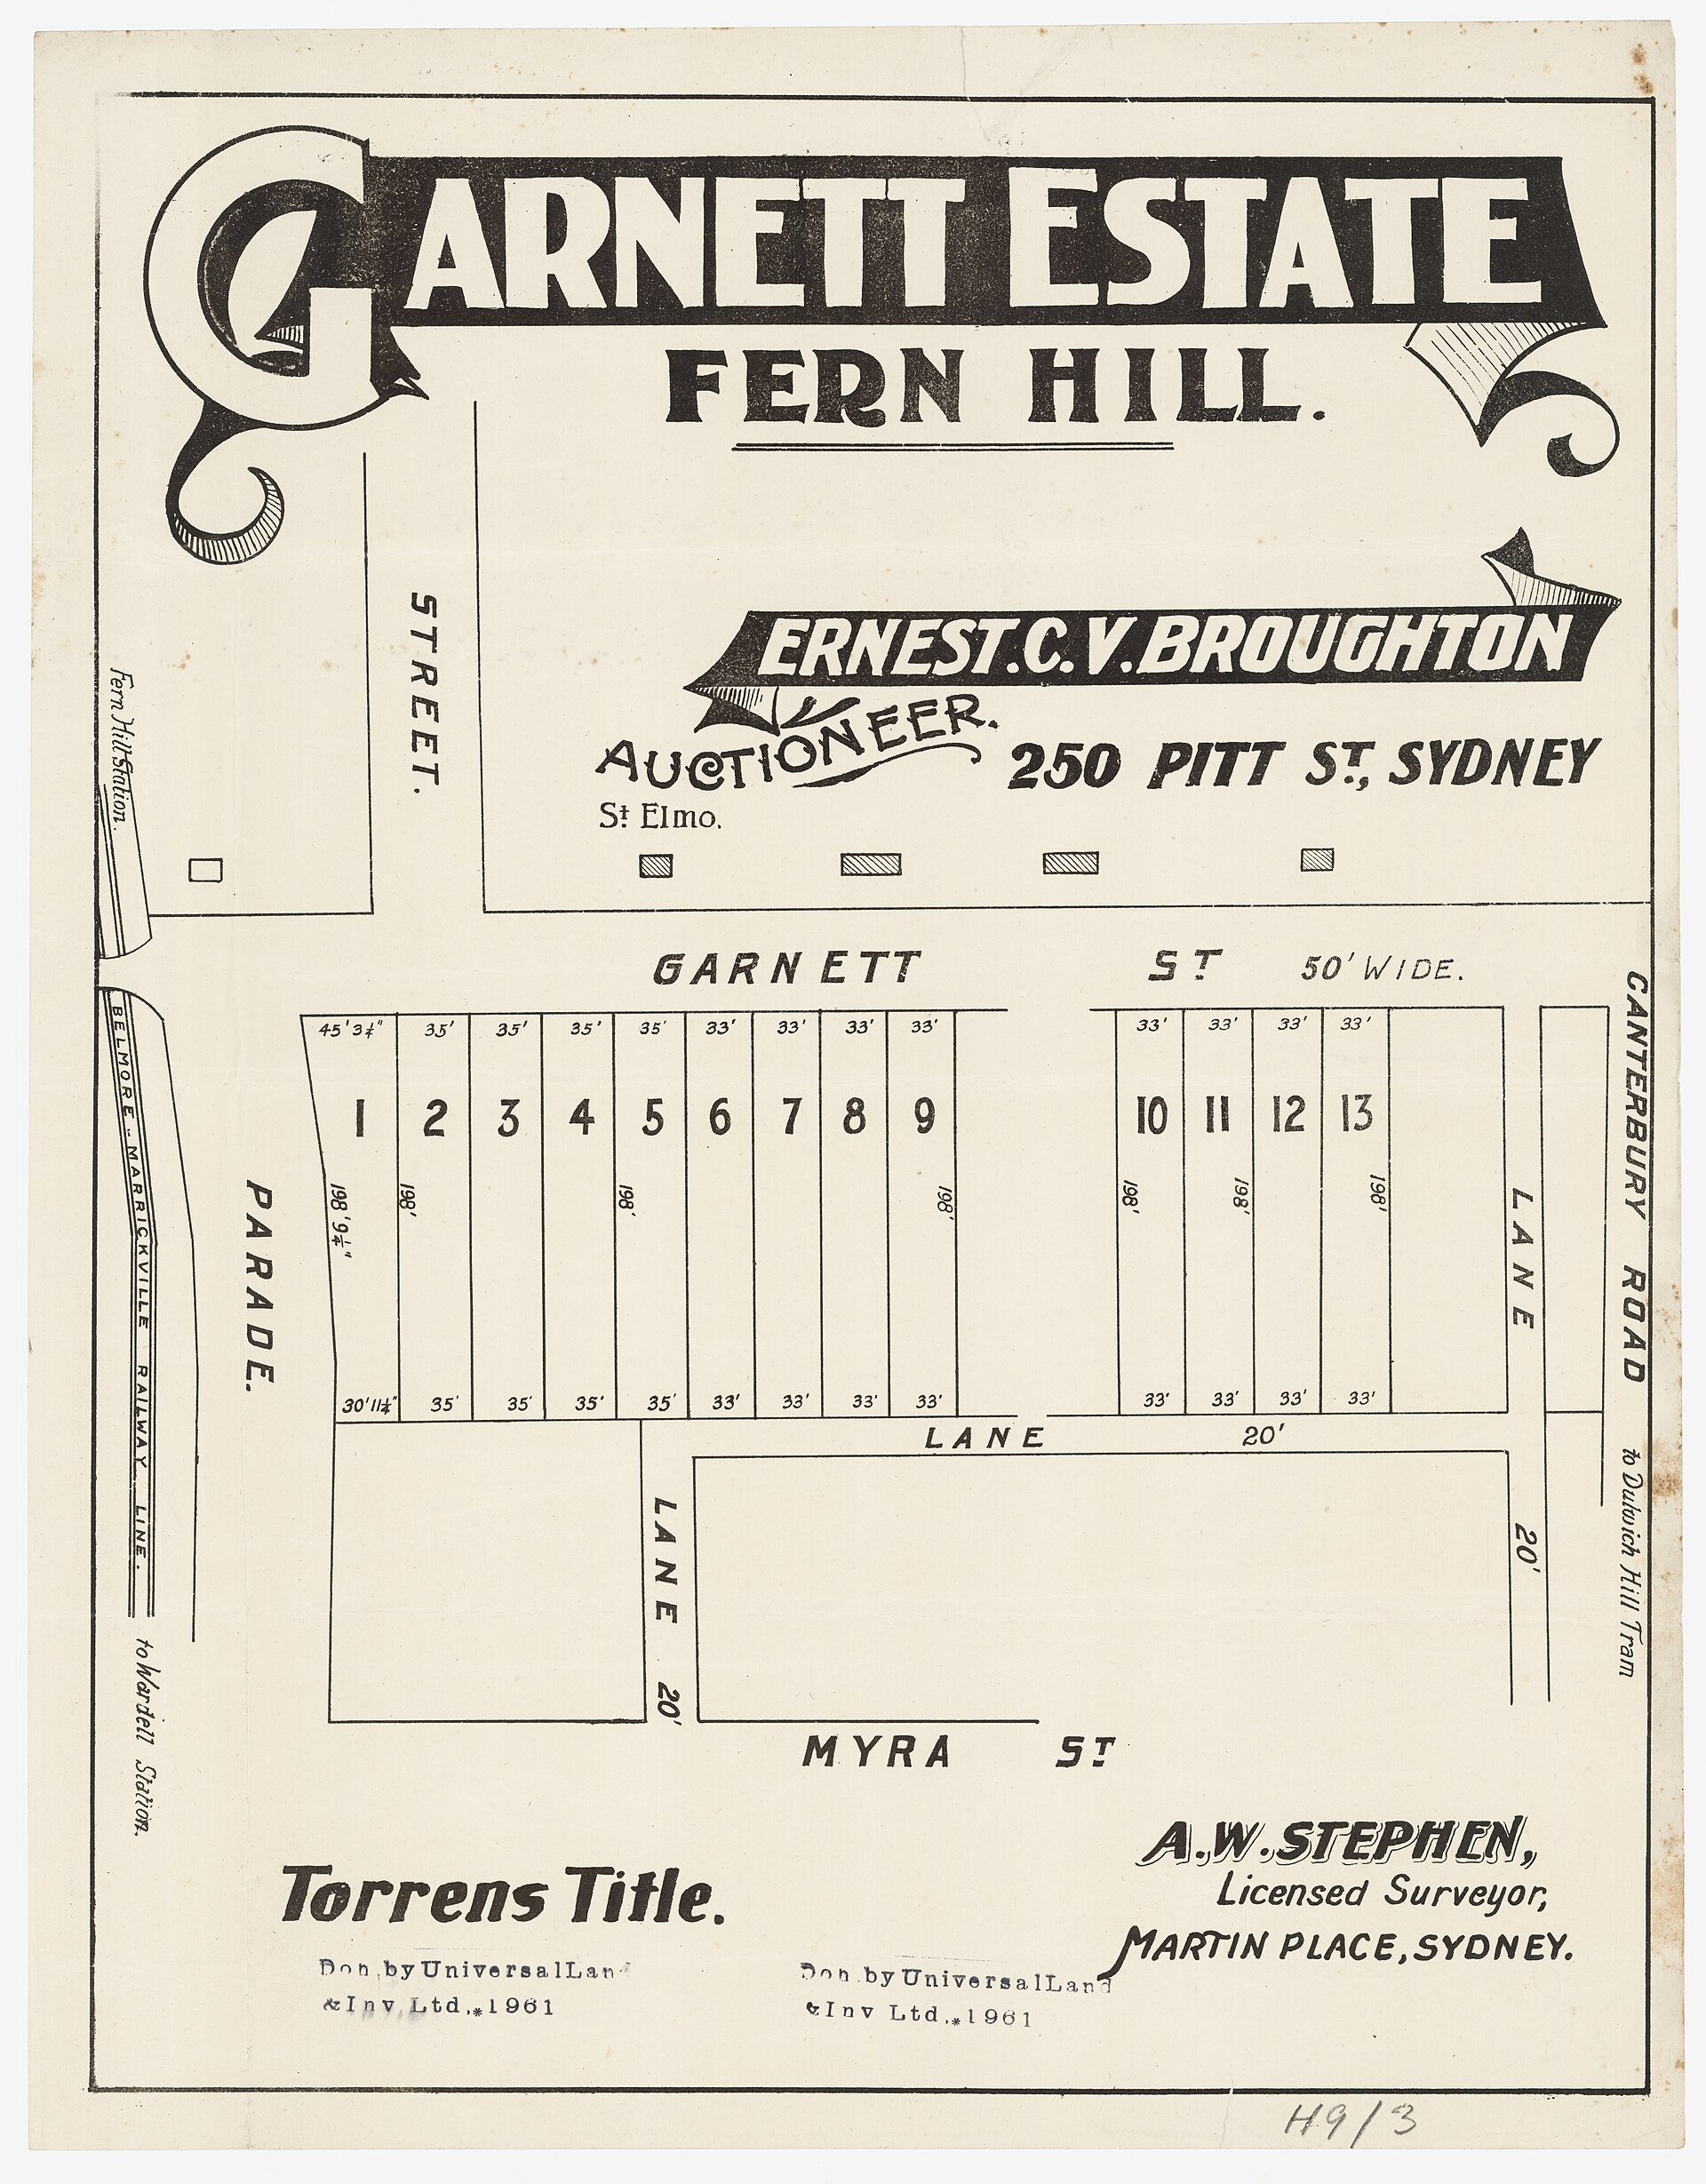 GARNETT ESTATE
FERN HILL.
ERNEST.C.V.BROUGHTON
AUCTIONEER.
250 PITT ST, SYDNEY
St Elmo.
STREET.
Fern Hill Station.
GARNETT ST 50' WIDE.
45' 3¼" 35' 35' 35' 35' 33' 33' 33' 33' 33' 33' 33' 33'
1 2 3 4 5 6 7 8 9 10 11 12 13
198' 9¼" 198' 198' 198' 198' 198' 198'
30' 11¼" 35' 35' 35' 35' 33' 33' 33' 33' 33' 33' 33' 33'
PARADE.
BELMORE - MARRICKVILLE RAILWAY LINE.
to Wardell Station.
LANE 20'
CANTERBURY ROAD
to Dulwich Hill Tram
LANE 20'
LANE 20'
MYRA ST
A.W.STEPHEN,
Licensed Surveyor,
MARTIN PLACE, SYDNEY.
Torrens Title.
Don by Universal Lan
& Inv Ltd.*1961
Don by Universal Land
& Inv Ltd.*1961
H9/3